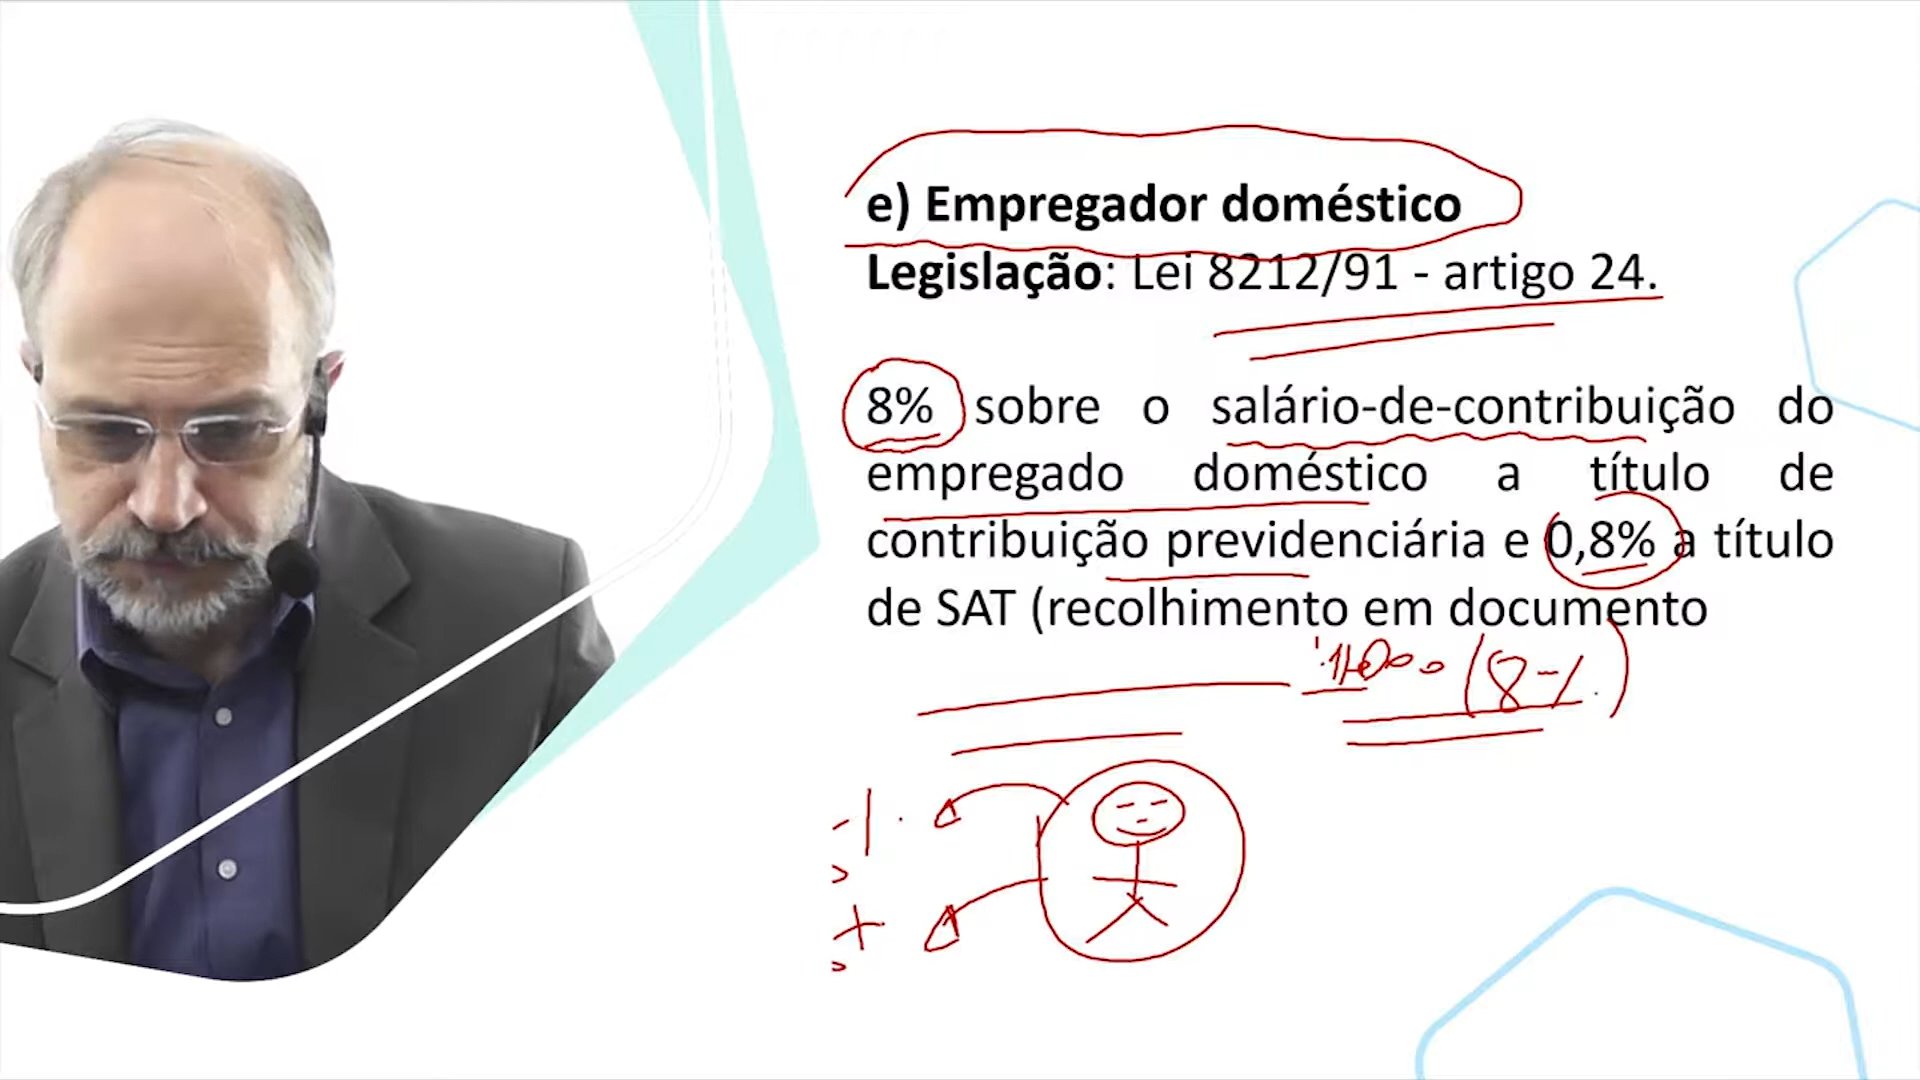 e) Empregador doméstico
Legislação: Lei 8212/91 - artigo 24.
8% sobre o salário-de-contribuição do
empregado doméstico a título de
contribuição previdenciária e 0,8% a título
de SAT (recolhimento em documento
(8%)